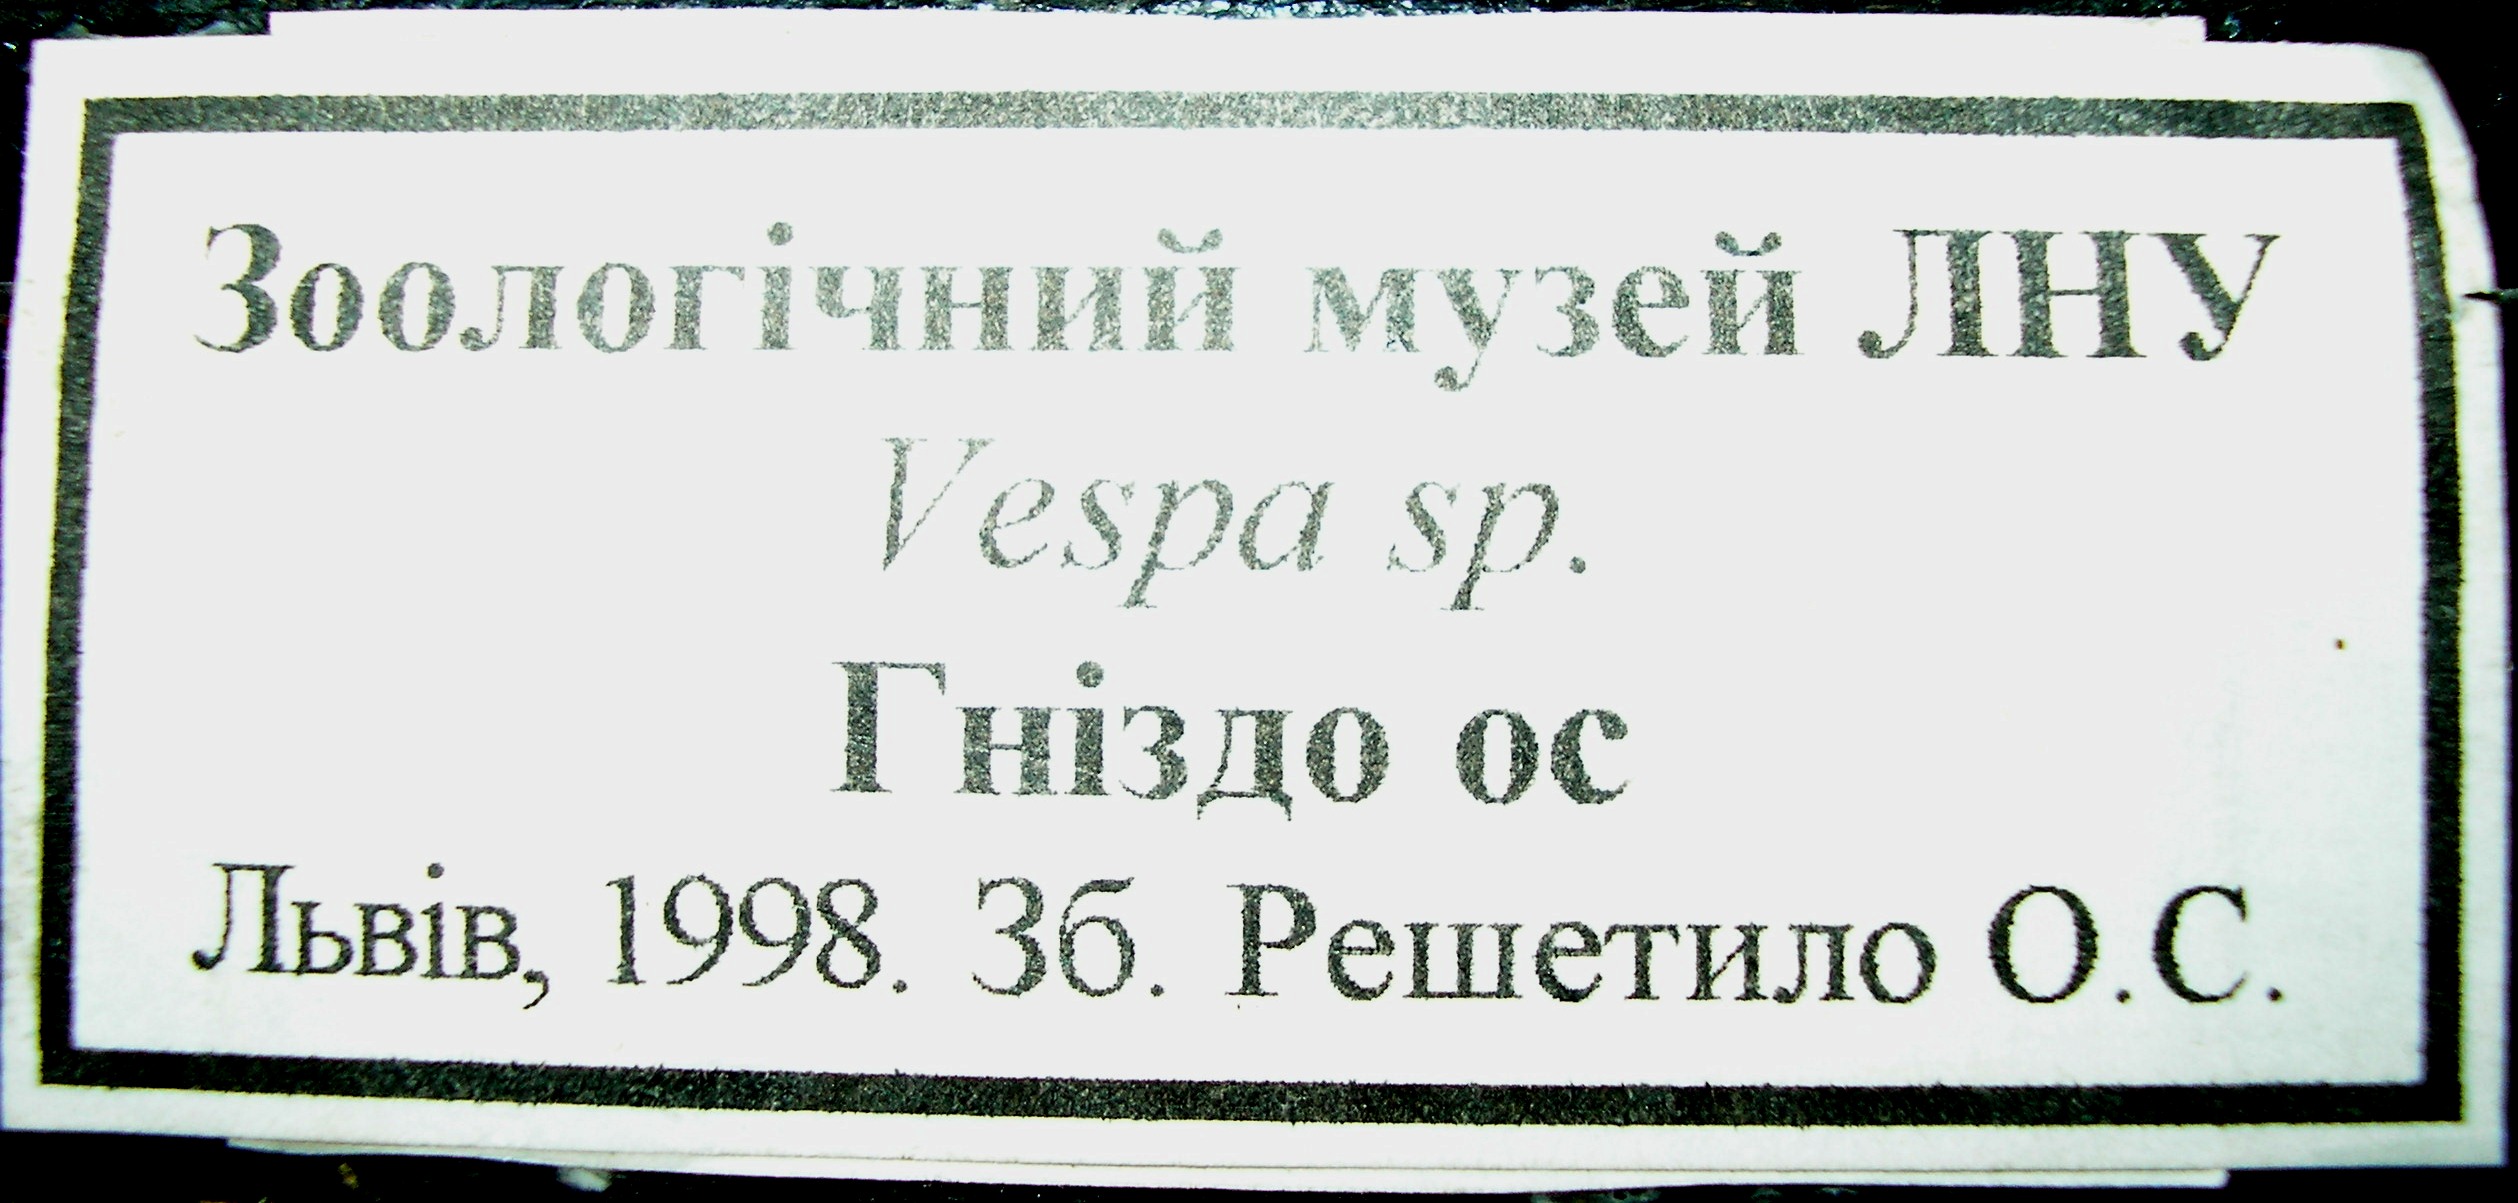 Зоологічний музей ЛНУ
Vespa sp.
Гніздо ос
Львів, 1998. Зб. Решетило О.С.